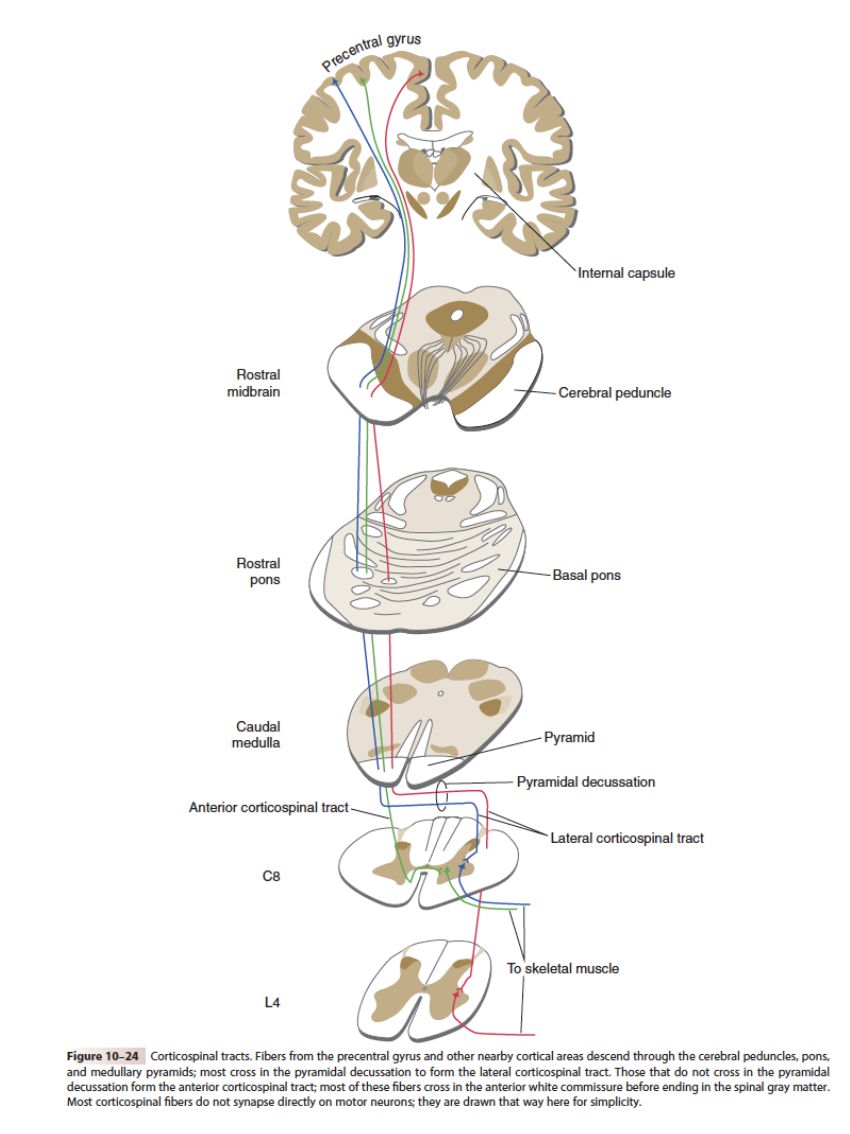 Precentral gyrus
Internal capsule
Rostral
midbrain
Cerebral peduncle
Rostral
pons
Basal pons
Caudal
medulla
Pyramid
Pyramidal decussation
Anterior corticospinal tract
Lateral corticospinal tract
C8
To skeletal muscle
L4
Figure 10–24 Corticospinal tracts. Fibers from the precentral gyrus and other nearby cortical areas descend through the cerebral peduncles, pons,
and medullary pyramids; most cross in the pyramidal decussation to form the lateral corticospinal tract. Those that do not cross in the pyramidal
decussation form the anterior corticospinal tract; most of these fibers cross in the anterior white commissure before ending in the spinal gray matter.
Most corticospinal fibers do not synapse directly on motor neurons; they are drawn that way here for simplicity.